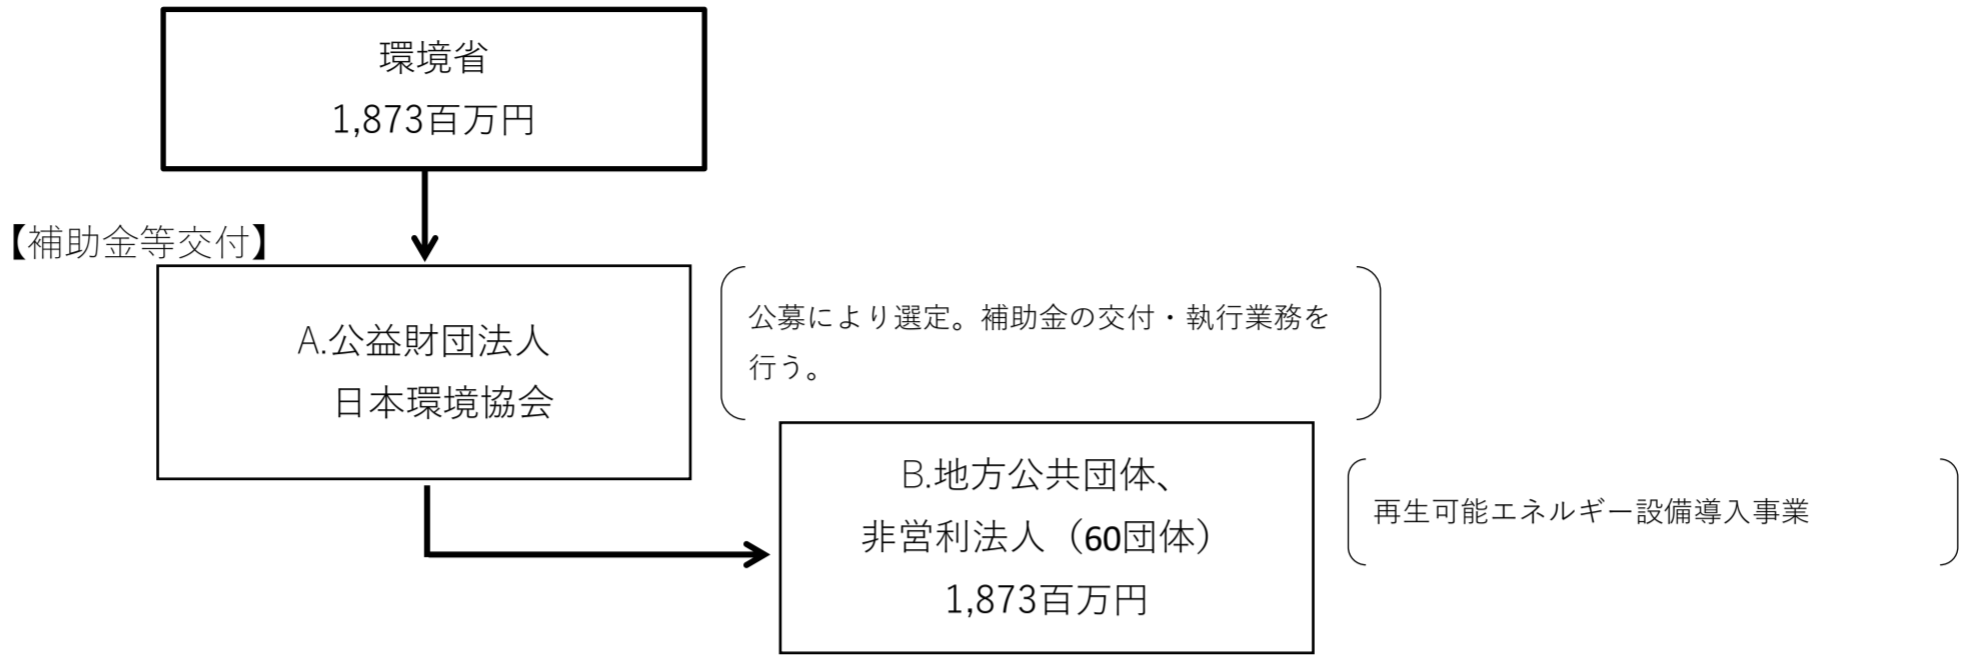 環境省
1,873百万円
【補助金等交付】
A.公益財団法人
日本環境協会
公募により選定。補助金の交付・執行業務を
行う。
B.地方公共団体、
非営利法人（60団体）
1,873百万円
再生可能エネルギー設備導入事業